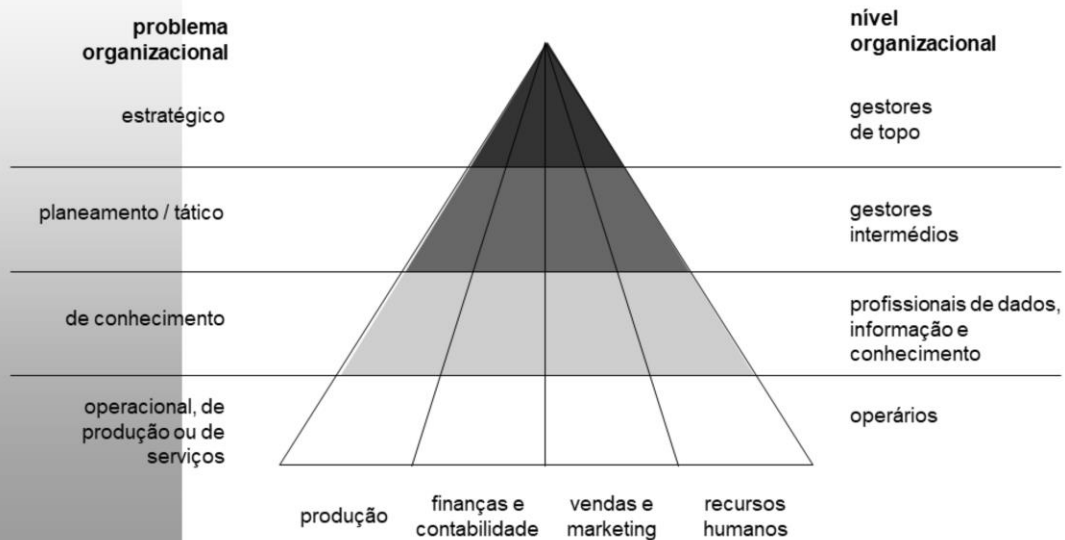 problema
organizacional
nível
organizacional
estratégico
gestores
de topo
planeamento / tático
gestores
intermédios
de conhecimento
profissionais de dados,
informação e
conhecimento
operacional, de
produção ou de
serviços
operários
produção
finanças e
contabilidade
vendas e
marketing
recursos
humanos